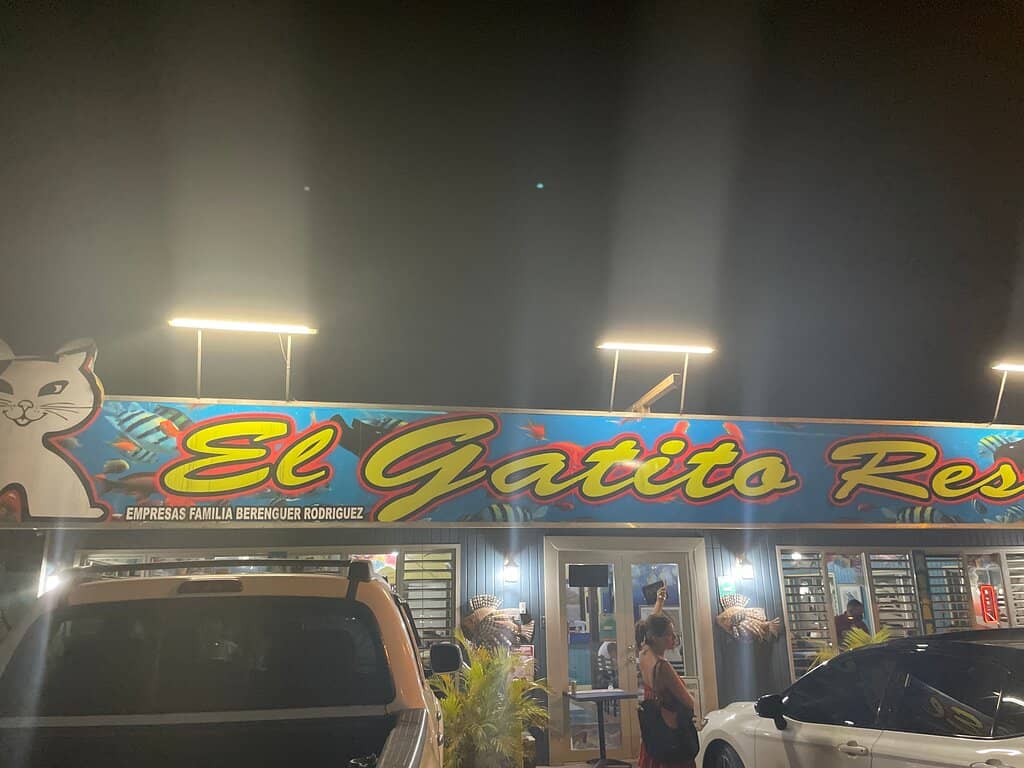 El Gatito Res
EMPRESAS FAMILIA BERENGUER RODRIGUEZ